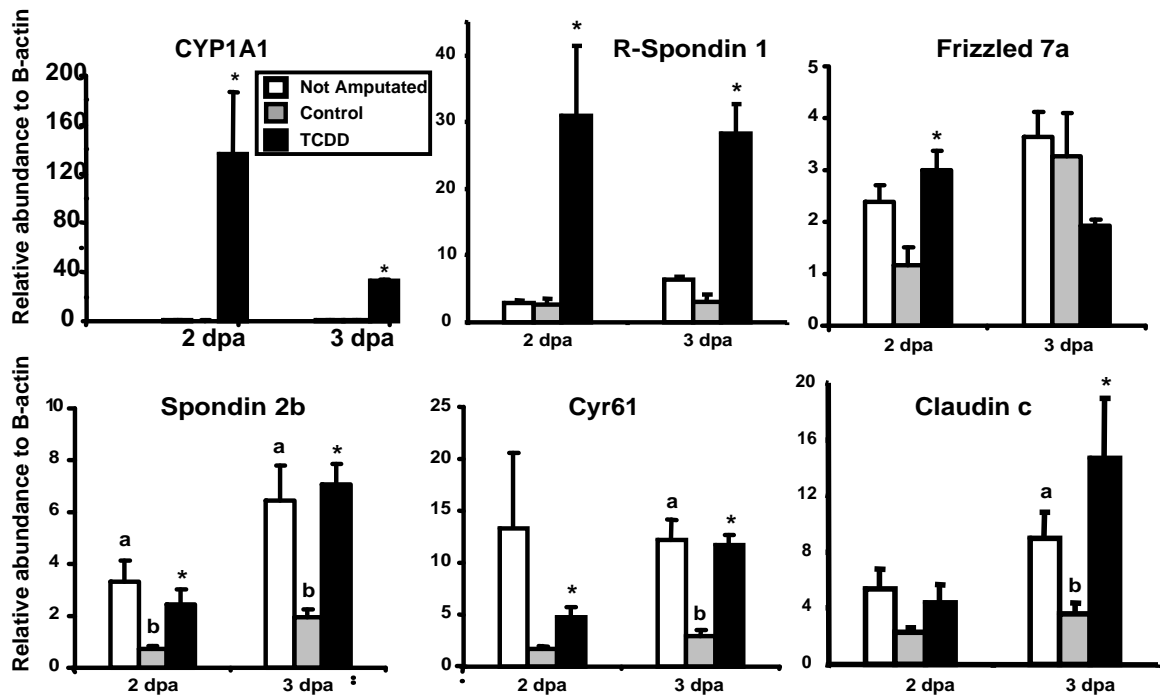 CYP1A1
R-Spondin 1
Frizzled 7a
Relative abundance to B-actin
200
160
120
80
40
0
*
*
Not Amputated
Control
TCDD
2 dpa
3 dpa
40
30
20
10
0
*
*
2 dpa
3 dpa
5
4
3
2
1
0
*
2 dpa
3 dpa
Spondin 2b
Cyr61
Claudin c
Relative abundance to B-actin
10
8
6
4
2
0
a
b
*
a
b
*
2 dpa
3 dpa
25
20
15
10
5
0
*
a
b
*
2 dpa
3 dpa
20
16
12
8
4
0
a
b
*
2 dpa
3 dpa